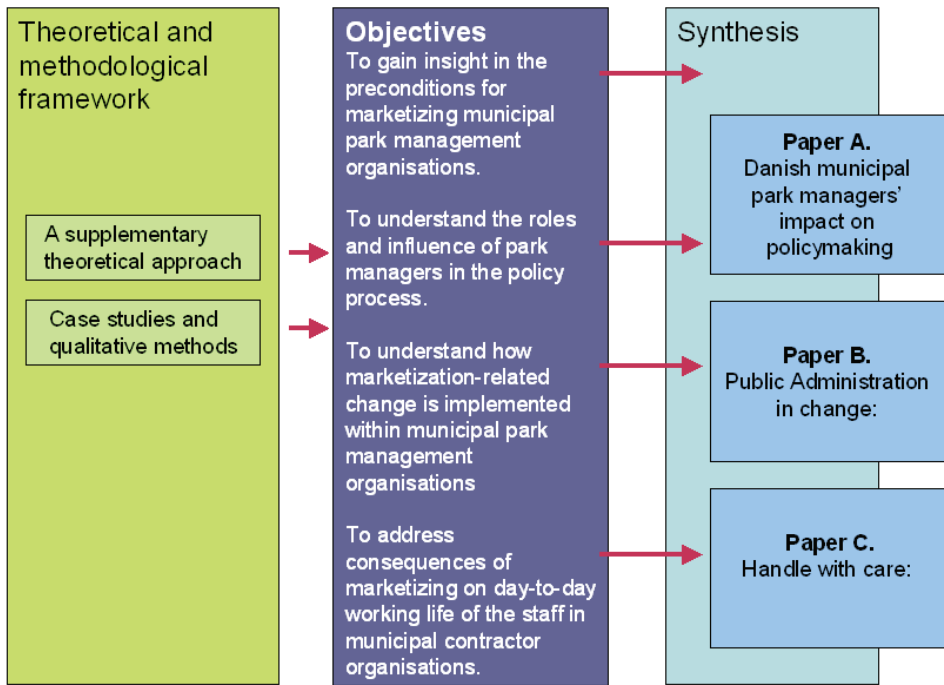 Theoretical and
methodological
framework
A supplementary
theoretical approach
Case studies and
qualitative methods
Objectives
To gain insight in the
preconditions for
marketizing municipal
park management
organisations.
To understand the roles
and influence of park
managers in the policy
process.
To understand how
marketization-related
change is implemented
within municipal park
management
organisations
To address
consequences of
marketizing on day-to-day
working life of the staff in
municipal contractor
organisations.
Synthesis
Paper A.
Danish municipal
park managers'
impact on
policymaking
Paper B.
Public Administration
in change:
Paper C.
Handle with care: